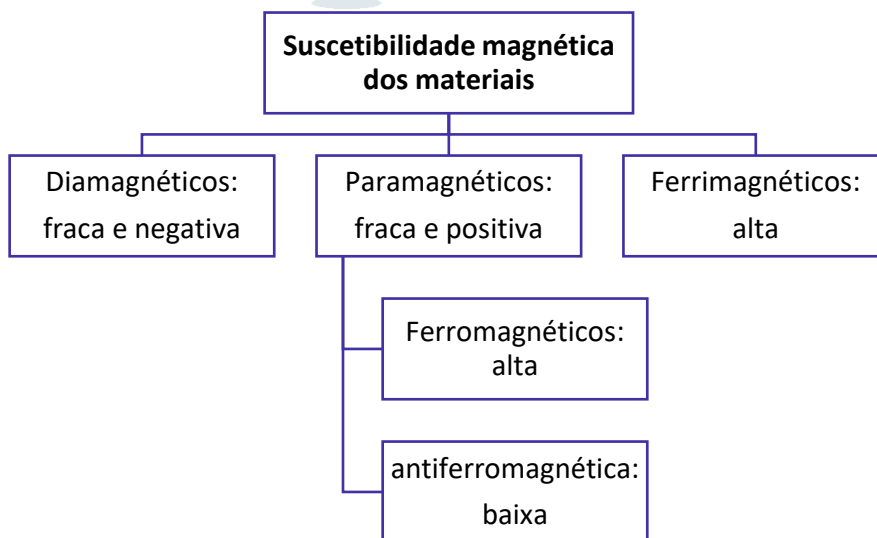 Suscetibilidade magnética
dos materiais
Diamagnéticos:
fraca e negativa
Paramagnéticos:
fraca e positiva
Ferrimagnéticos:
alta
Ferromagnéticos:
alta
antiferromagnética:
baixa